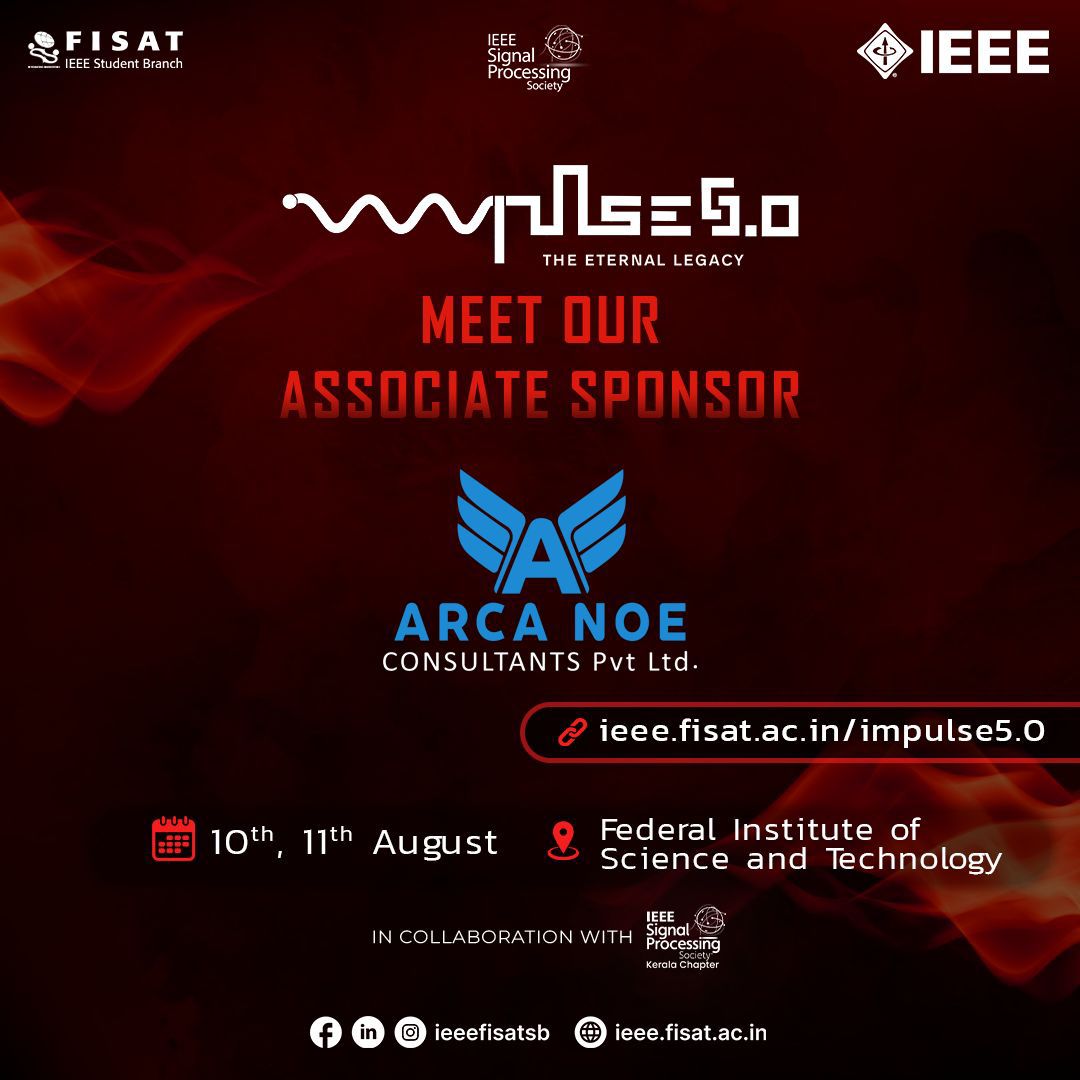 FISAT
IEEE Student Branch
IEEE
Signal
Processing
Society
IEEE
impulse5.0
THE ETERNAL LEGACY
MEET OUR
ASSOCIATE SPONSOR
A
ARCA NOE
CONSULTANTS Pvt Ltd.
ieee.fisat.ac.in/impulse5.0
10th, 11th August
Federal Institute of
Science and Technology
IN COLLABORATION WITH
IEEE
Signal
Processing
Society
Kerala Chapter
ieeefisatsb
ieee.fisat.ac.in